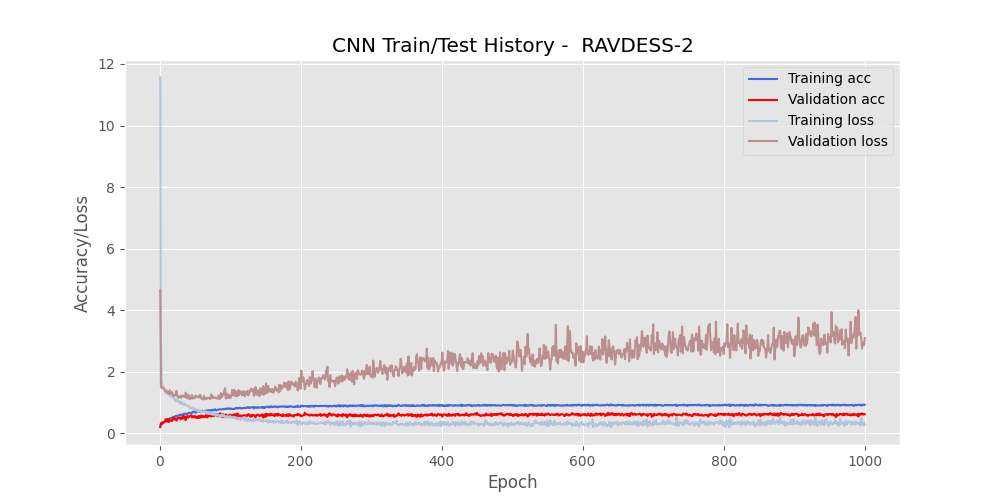 CNN Train/Test History -  RAVDESS-2
12
10
8
6
4
2
0
Accuracy/Loss
Training acc
Validation acc
Training loss
Validation loss
0 200 400 600 800 1000
Epoch